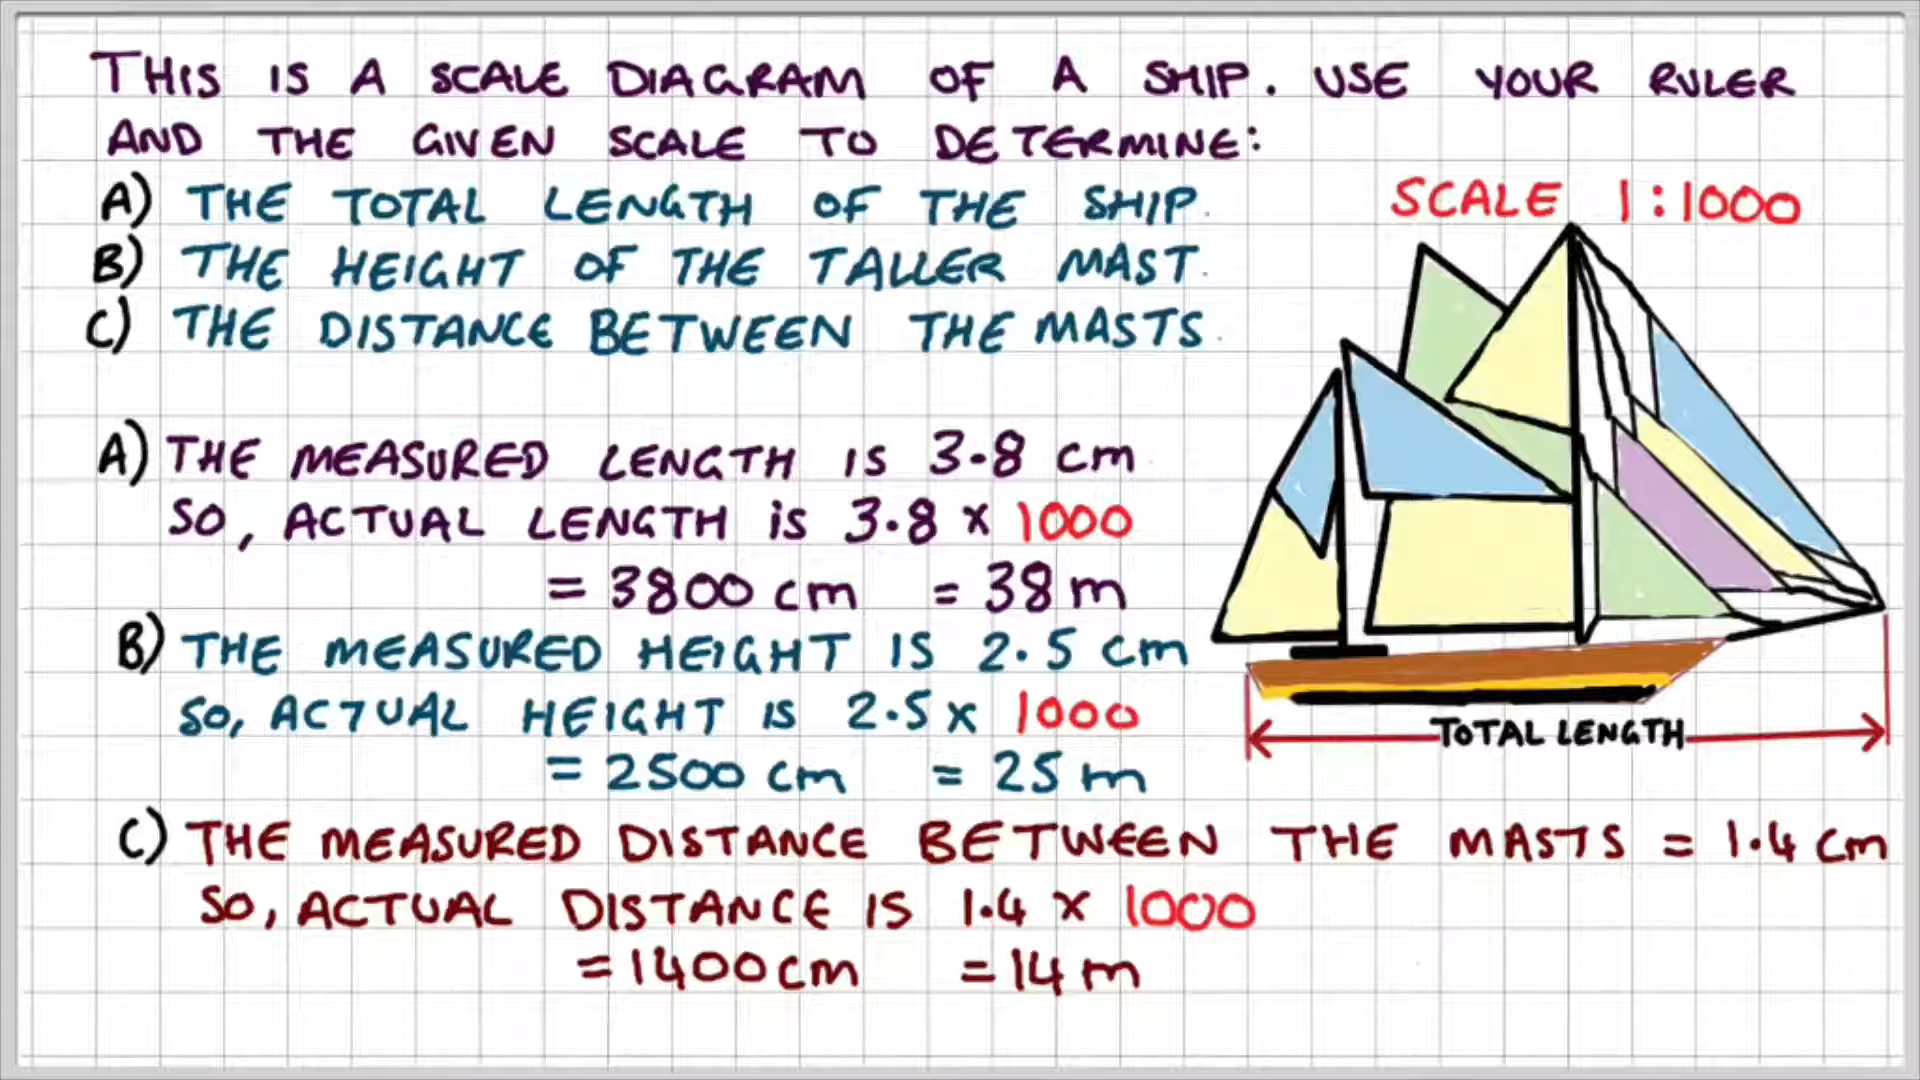 THIS IS A SCALE DIAGRAM OF A SHIP. USE YOUR RULER
AND THE GIVEN SCALE TO DETERMINE:
A) THE TOTAL LENGTH OF THE SHIP.
B) THE HEIGHT OF THE TALLER MAST.
C) THE DISTANCE BETWEEN THE MASTS.
SCALE 1:1000
A) THE MEASURED LENGTH IS 3.8 cm
SO, ACTUAL LENGTH is 3.8 x 1000
= 3800 cm = 38 m
B) THE MEASURED HEIGHT IS 2.5 cm
SO, ACTUAL HEIGHT IS 2.5 x 1000
= 2500 cm = 25 m
TOTAL LENGTH
C) THE MEASURED DISTANCE BETWEEN THE MASTS = 1.4 cm
SO, ACTUAL DISTANCE IS 1.4 x 1000
= 1400 cm = 14 m